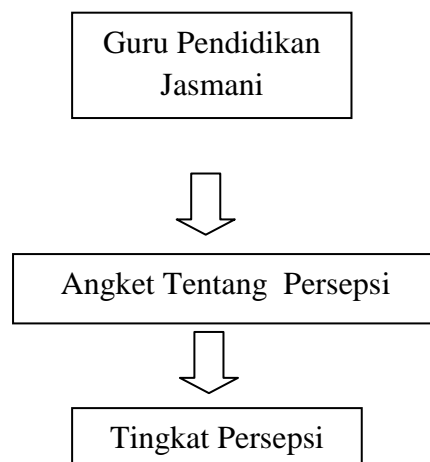 Guru Pendidikan
Jasmani
Angket Tentang Persepsi
Tingkat Persepsi